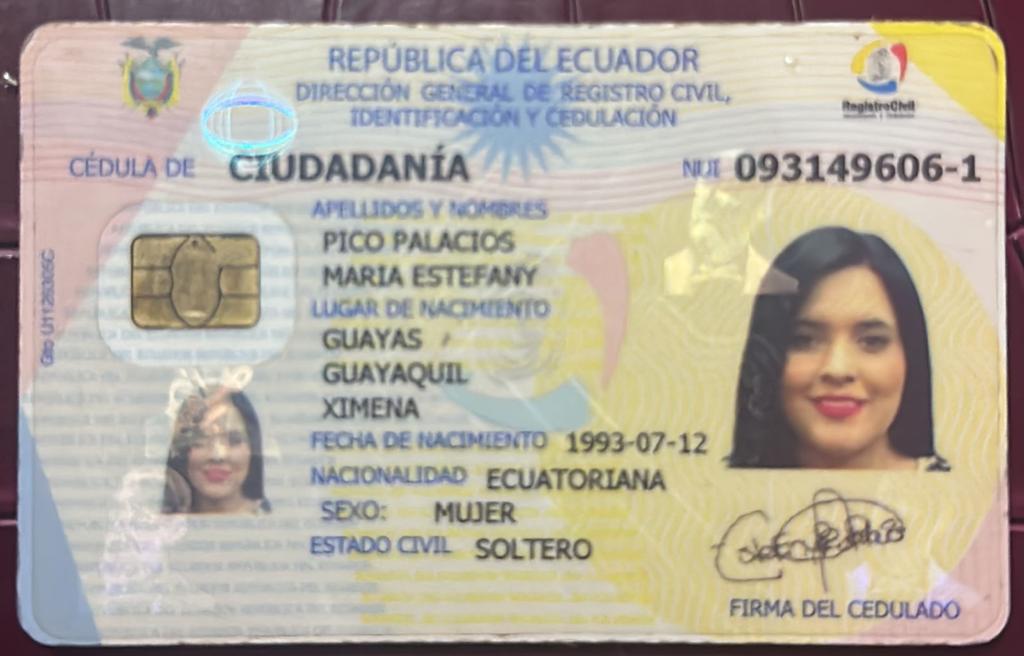 REPÚBLICA DEL ECUADOR
DIRECCIÓN GENERAL DE REGISTRO CIVIL,
IDENTIFICACIÓN Y CEDULACIÓN
RegistroCivil
CÉDULA DE CIUDADANÍA
NUI 093149606-1
APELLIDOS Y NOMBRES
PICO PALACIOS
MARIA ESTEFANY
LUGAR DE NACIMIENTO
GUAYAS
GUAYAQUIL
XIMENA
FECHA DE NACIMIENTO 1993-07-12
NACIONALIDAD ECUATORIANA
SEXO: MUJER
ESTADO CIVIL SOLTERO
FIRMA DEL CEDULADO